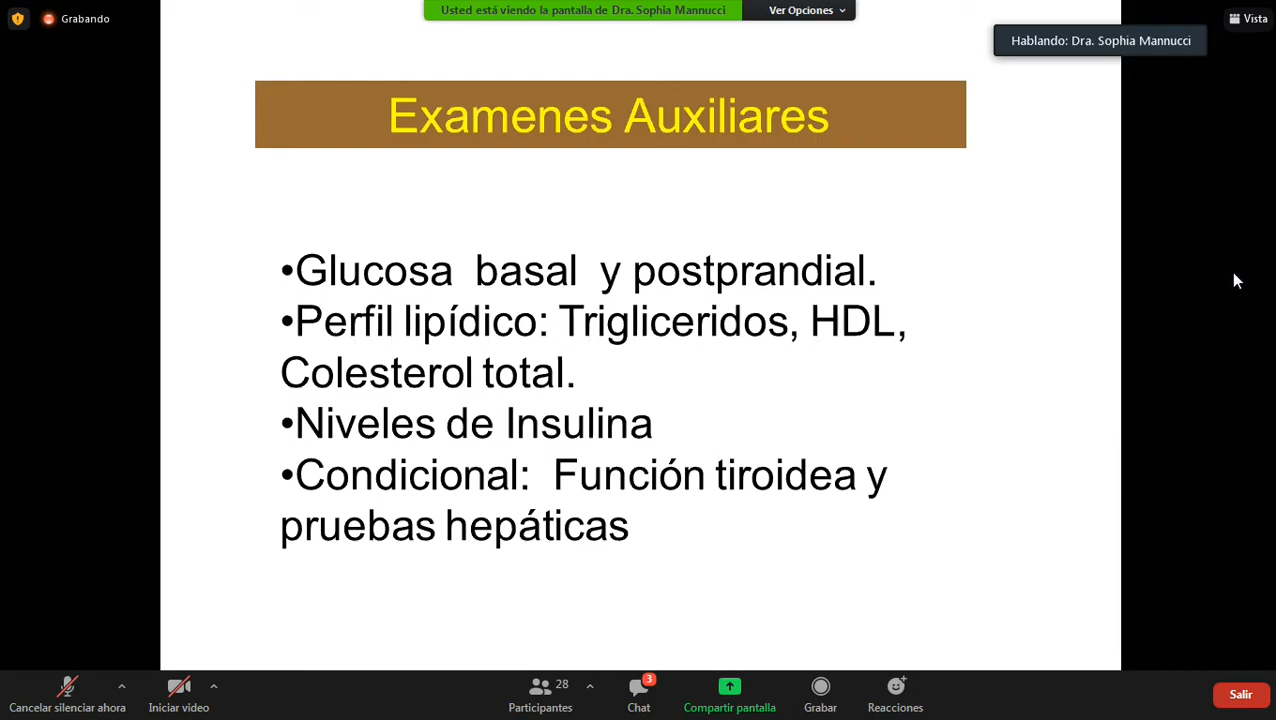 Grabando
Usted está viendo la pantalla de Dra. Sophia Mannucci
Ver Opciones
Vista
Hablando: Dra. Sophia Mannucci
Examenes Auxiliares
•Glucosa basal y postprandial.
•Perfil lipídico: Trigliceridos, HDL,
Colesterol total.
•Niveles de Insulina
•Condicional: Función tiroidea y
pruebas hepáticas
28
3
Cancelar silenciar ahora
Iniciar video
Participantes
Chat
Compartir pantalla
Grabar
Reacciones
Salir